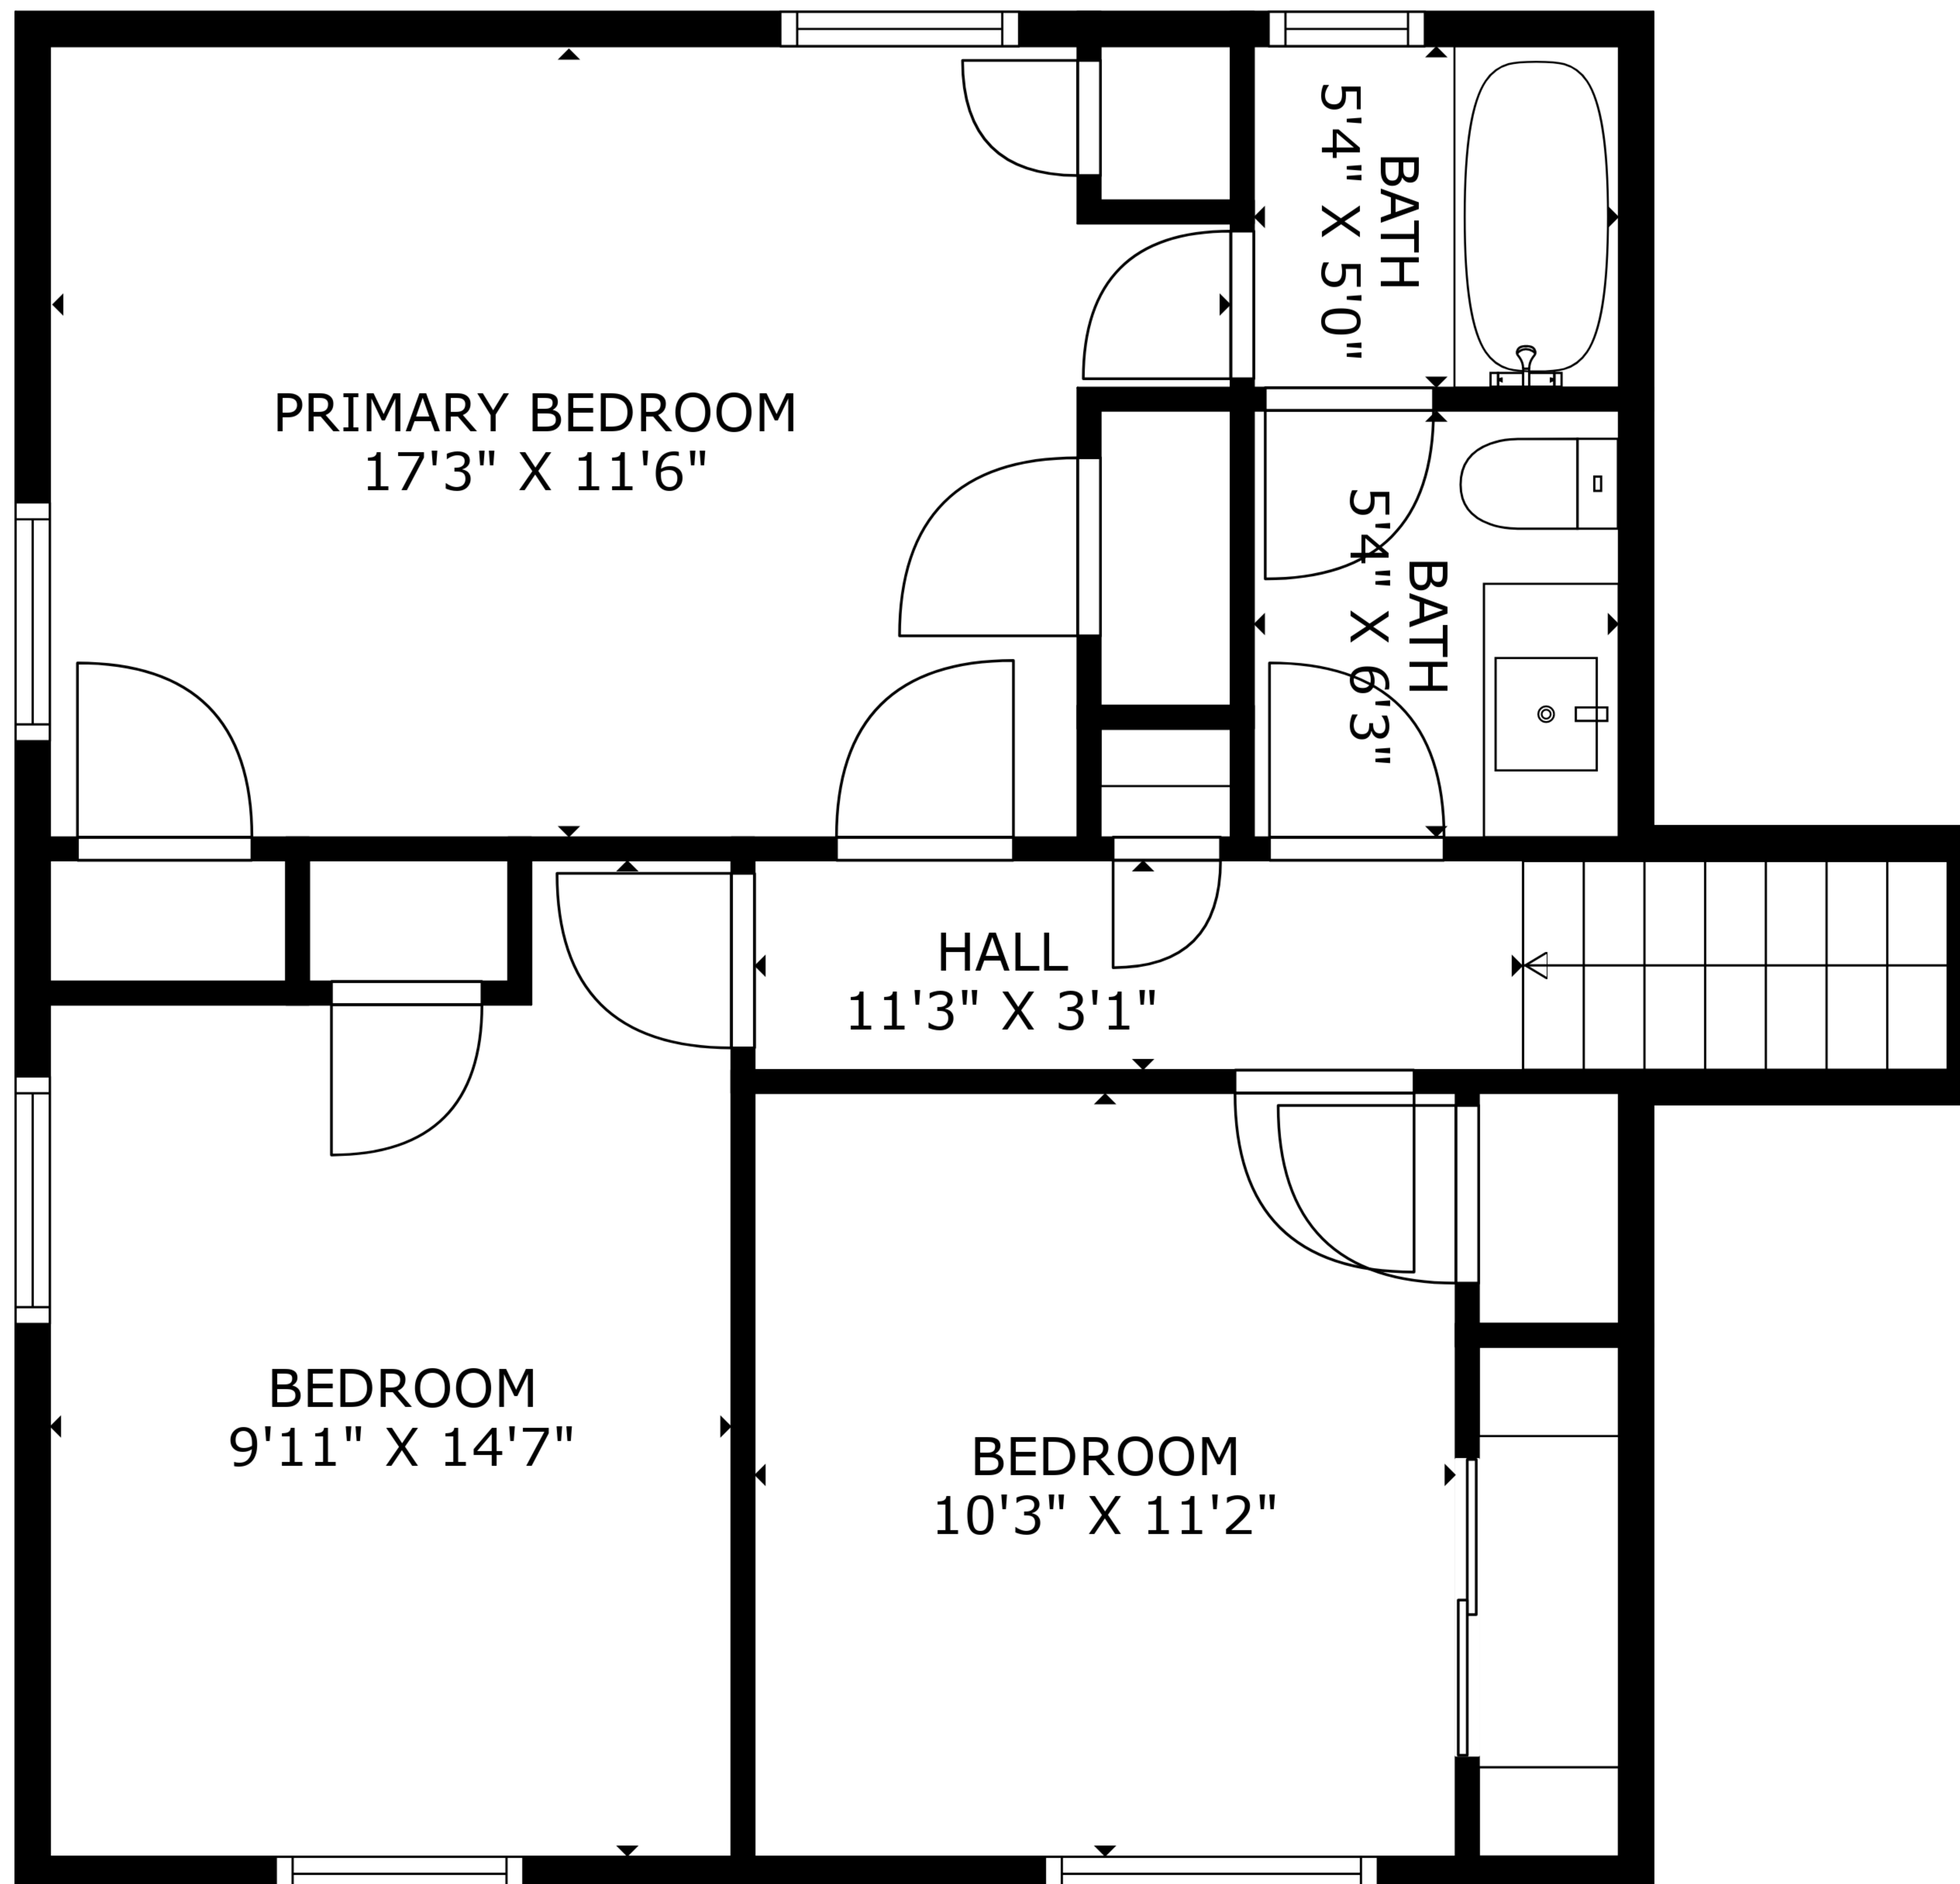 BATH
5'4" X 5'0"
PRIMARY BEDROOM
17'3" X 11'6"
BATH
5'4" X 6'3"
HALL
11'3" X 3'1"
BEDROOM
9'11" X 14'7"
BEDROOM
10'3" X 11'2"